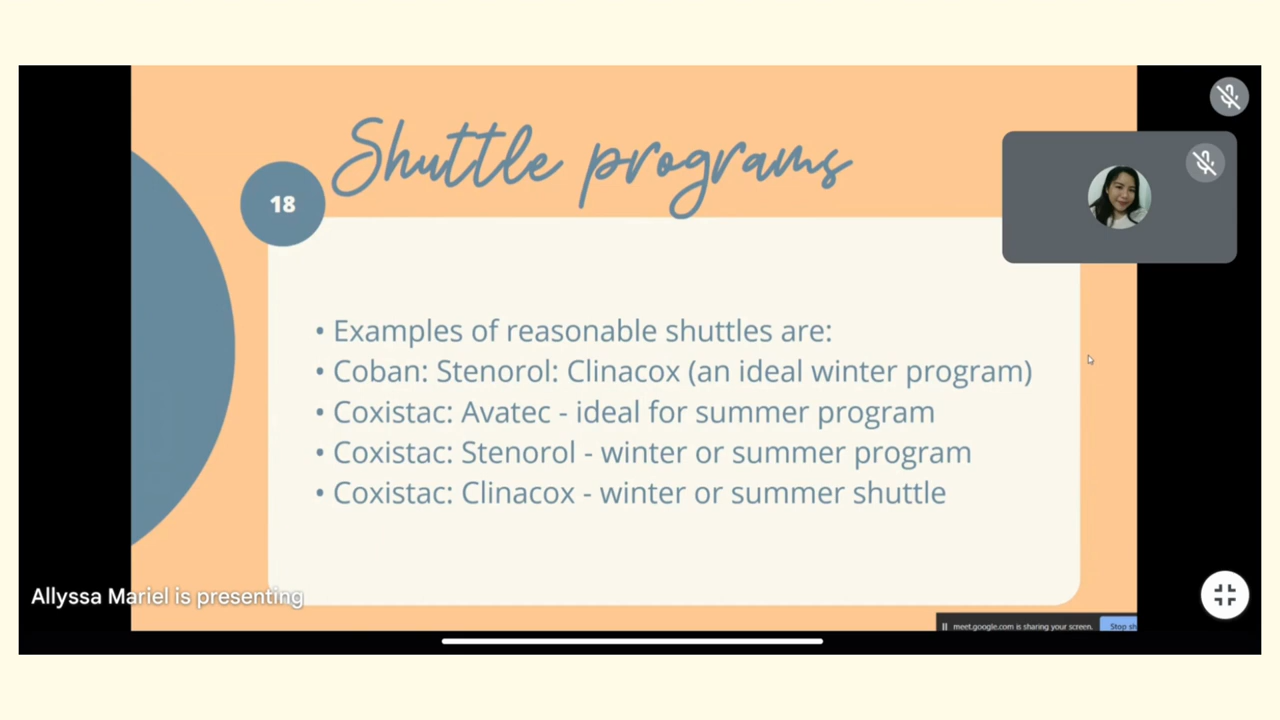 Shuttle programs
18
• Examples of reasonable shuttles are:
• Coban: Stenorol: Clinacox (an ideal winter program)
• Coxistac: Avatec - ideal for summer program
• Coxistac: Stenorol - winter or summer program
• Coxistac: Clinacox - winter or summer shuttle
Allyssa Mariel is presenting
meet.google.com is sharing your screen. Stop sh